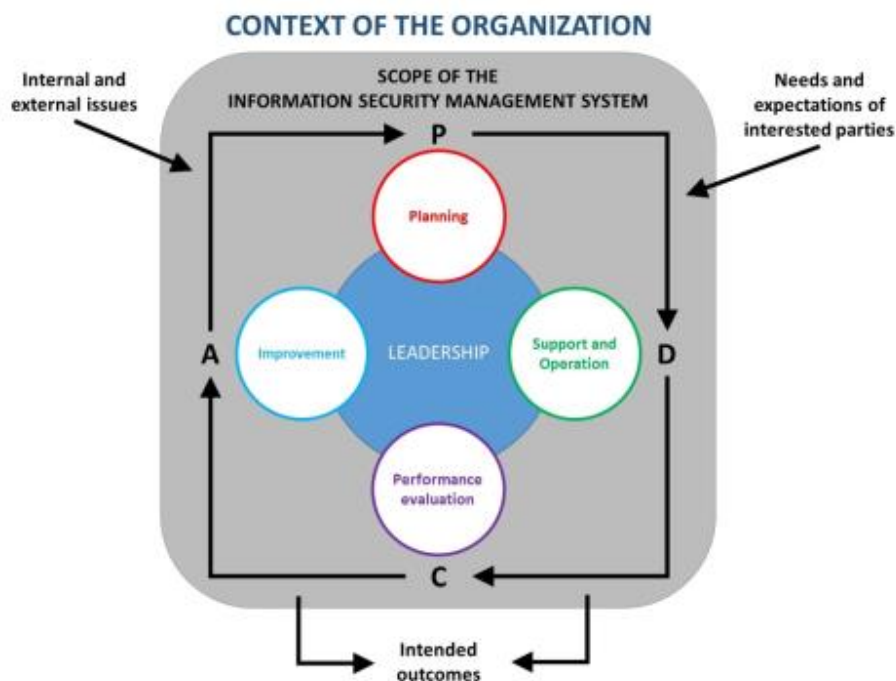 CONTEXT OF THE ORGANIZATION
Internal and
external issues
SCOPE OF THE
INFORMATION SECURITY MANAGEMENT SYSTEM
Needs and
expectations of
interested parties
P
Planning
A
Improvement
LEADERSHIP
Support and
Operation
D
Performance
evaluation
C
Intended
outcomes